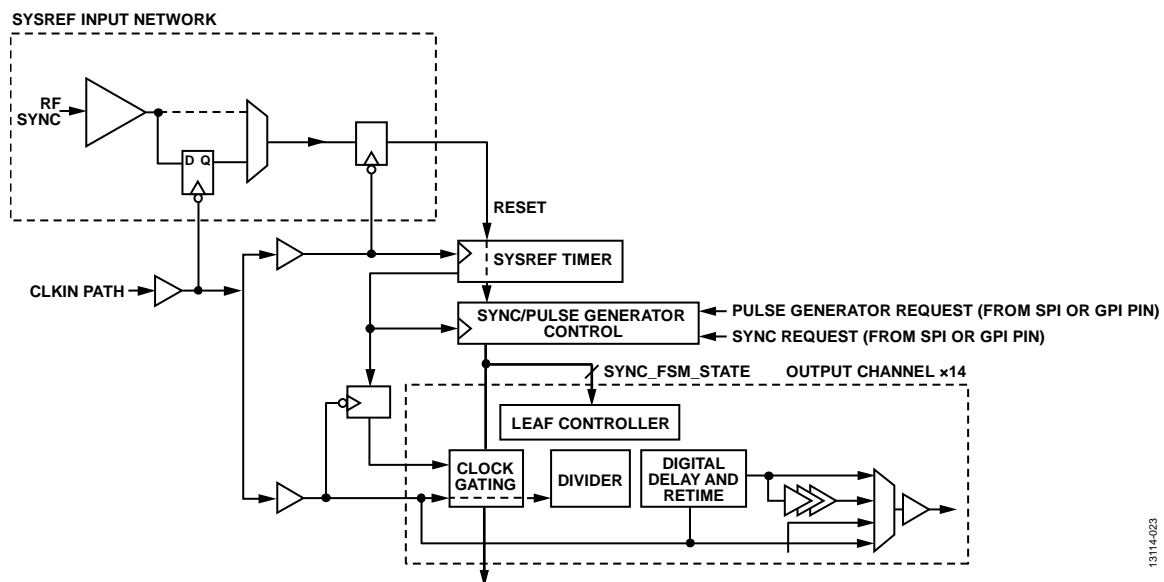 SYSREF INPUT NETWORK
RF
SYNC
D Q
RESET
SYSREF TIMER
CLKIN PATH
SYNC/PULSE GENERATOR
CONTROL
PULSE GENERATOR REQUEST (FROM SPI OR GPI PIN)
SYNC REQUEST (FROM SPI OR GPI PIN)
SYNC_FSM_STATE
OUTPUT CHANNEL ×14
LEAF CONTROLLER
CLOCK
GATING
DIVIDER
DIGITAL
DELAY AND
RETIME
13114-023